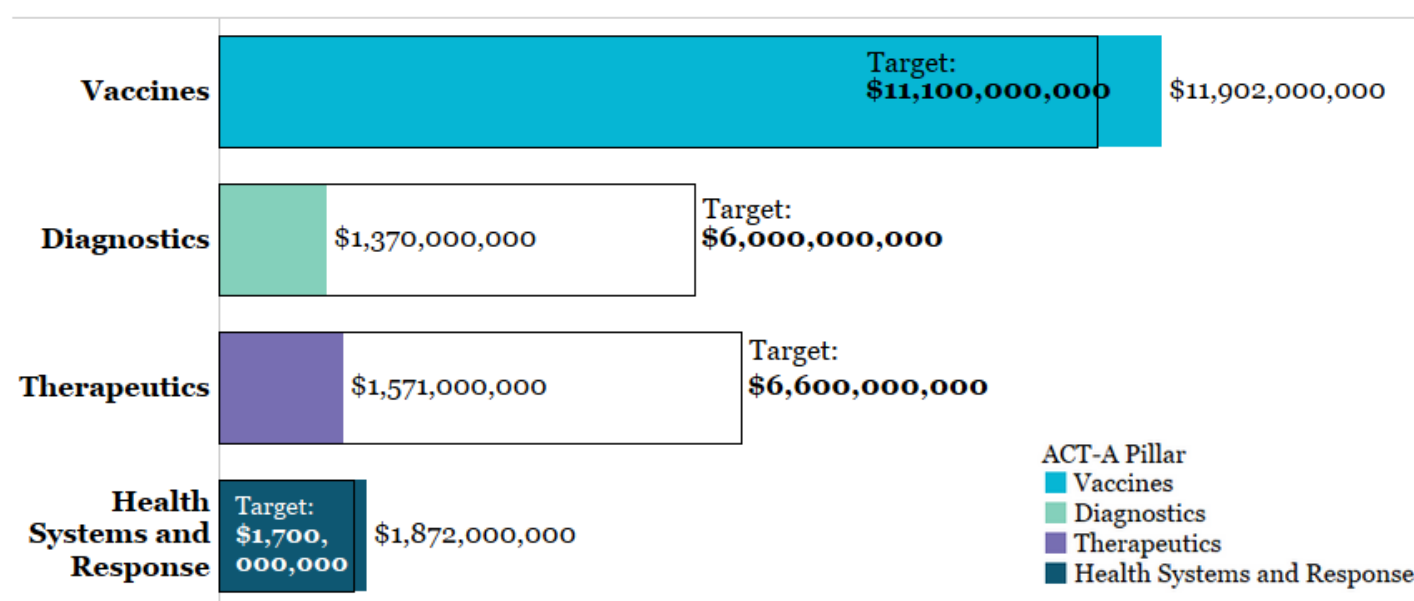 Vaccines
Target:
$11,100,000,000
$11,902,000,000
Diagnostics
$1,370,000,000
Target:
$6,000,000,000
Therapeutics
$1,571,000,000
Target:
$6,600,000,000
Health
Systems and
Response
Target:
$1,700,
000,000
$1,872,000,000
ACT-A Pillar
Vaccines
Diagnostics
Therapeutics
Health Systems and Response